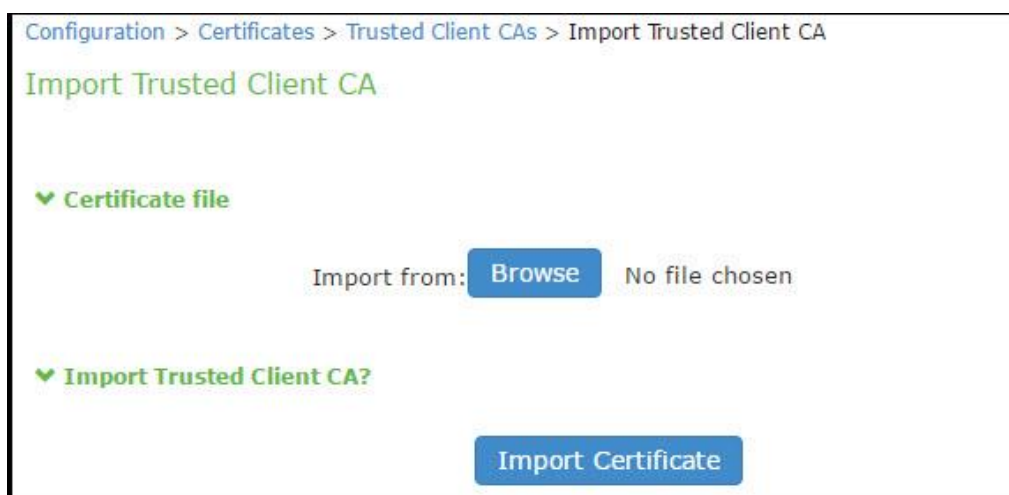 Configuration > Certificates > Trusted Client CAs > Import Trusted Client CA
Import Trusted Client CA
Certificate file
Import from: Browse No file chosen
Import Trusted Client CA?
Import Certificate